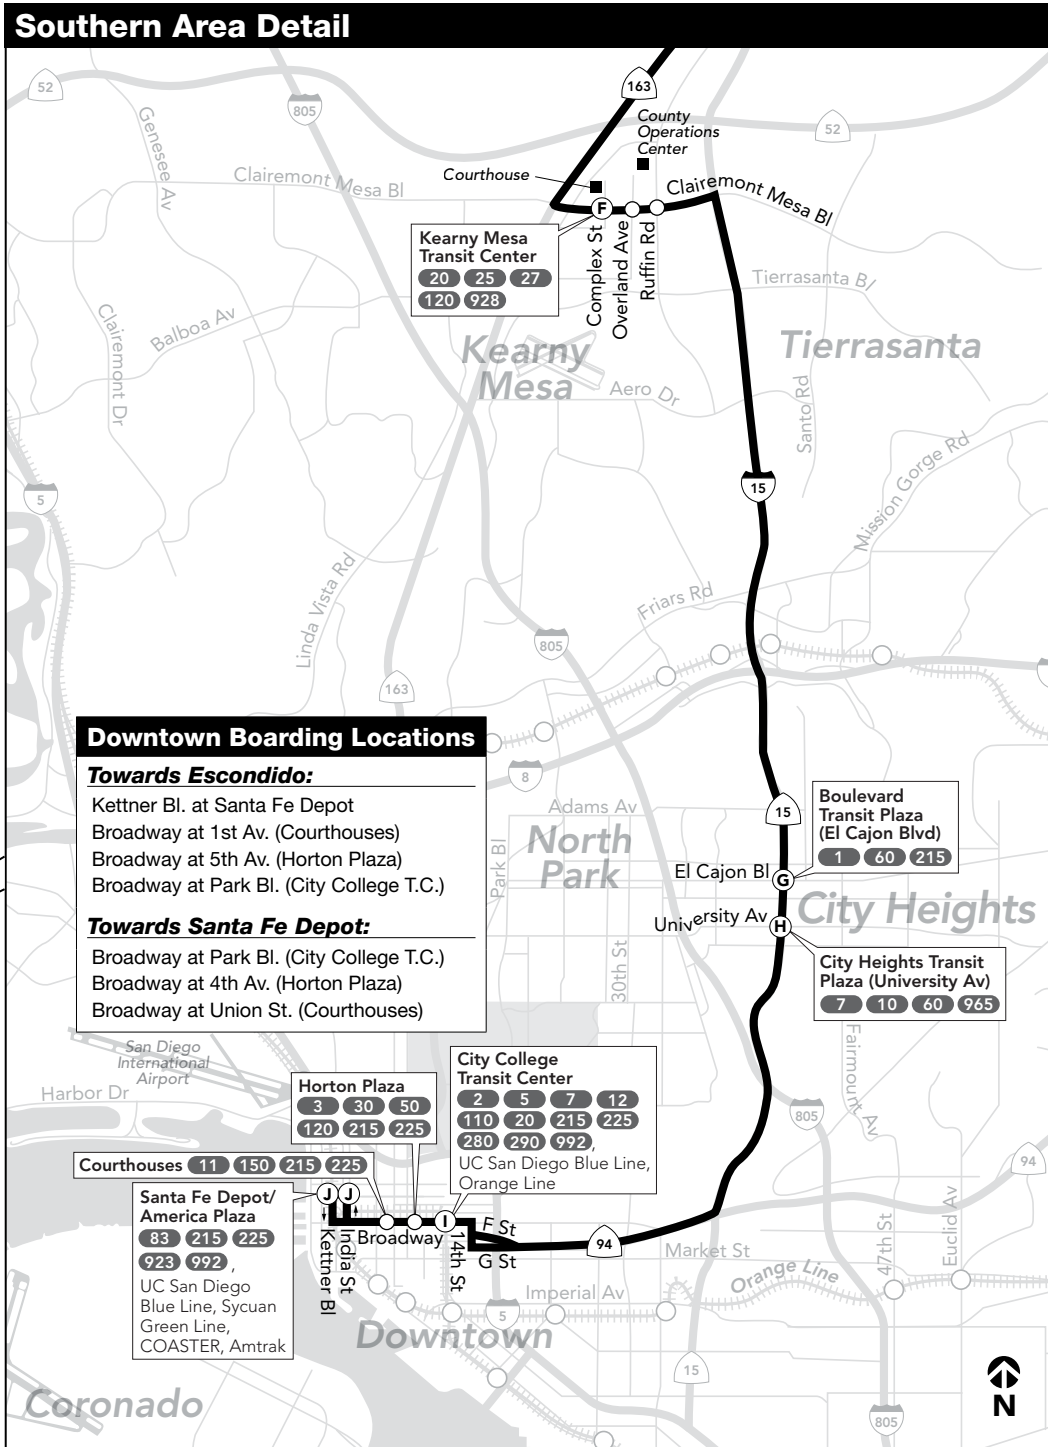 Southern Area Detail
52
805
163
County
Operations
Center
52
Genesee Av
Clairemont Mesa Bl
Courthouse
Clairemont Mesa Bl
F
Kearny Mesa
Transit Center
20 25 27
120 928
Complex St
Overland Ave
Ruffin Rd
Tierrasanta Bl
Clairemont Dr
Balboa Av
Kearny
Mesa
Tierrasanta
Aero Dr
Santo Rd
Mission Gorge Rd
5
15
Linda Vista Rd
Friars Rd
805
163
Downtown Boarding Locations
Towards Escondido:
Kettner Bl. at Santa Fe Depot
Broadway at 1st Av. (Courthouses)
Broadway at 5th Av. (Horton Plaza)
Broadway at Park Bl. (City College T.C.)
Towards Santa Fe Depot:
Broadway at Park Bl. (City College T.C.)
Broadway at 4th Av. (Horton Plaza)
Broadway at Union St. (Courthouses)
8
Adams Av
15
Boulevard
Transit Plaza
(El Cajon Blvd)
1 60 215
North
Park
Park Bl
El Cajon Bl
G
City Heights
University Av
H
30th St
City Heights Transit
Plaza (University Av)
7 10 60 965
San Diego
International
Airport
Harbor Dr
Fairmount Av
805
94
Horton Plaza
3 30 50
120 215 225
City College
Transit Center
2 5 7 12
110 20 215 225
280 290 992,
UC San Diego Blue Line,
Orange Line
Courthouses 11 150 215 225
Santa Fe Depot/
America Plaza
83 215 225
923 992 ,
UC San Diego
Blue Line, Sycuan
Green Line,
COASTER, Amtrak
J J
I
Kettner Bl
India St
Broadway
14th St
F St
G St
94
Market St
Orange Line
47th St
Euclid Av
Imperial Av
5
Downtown
15
805
Coronado
N